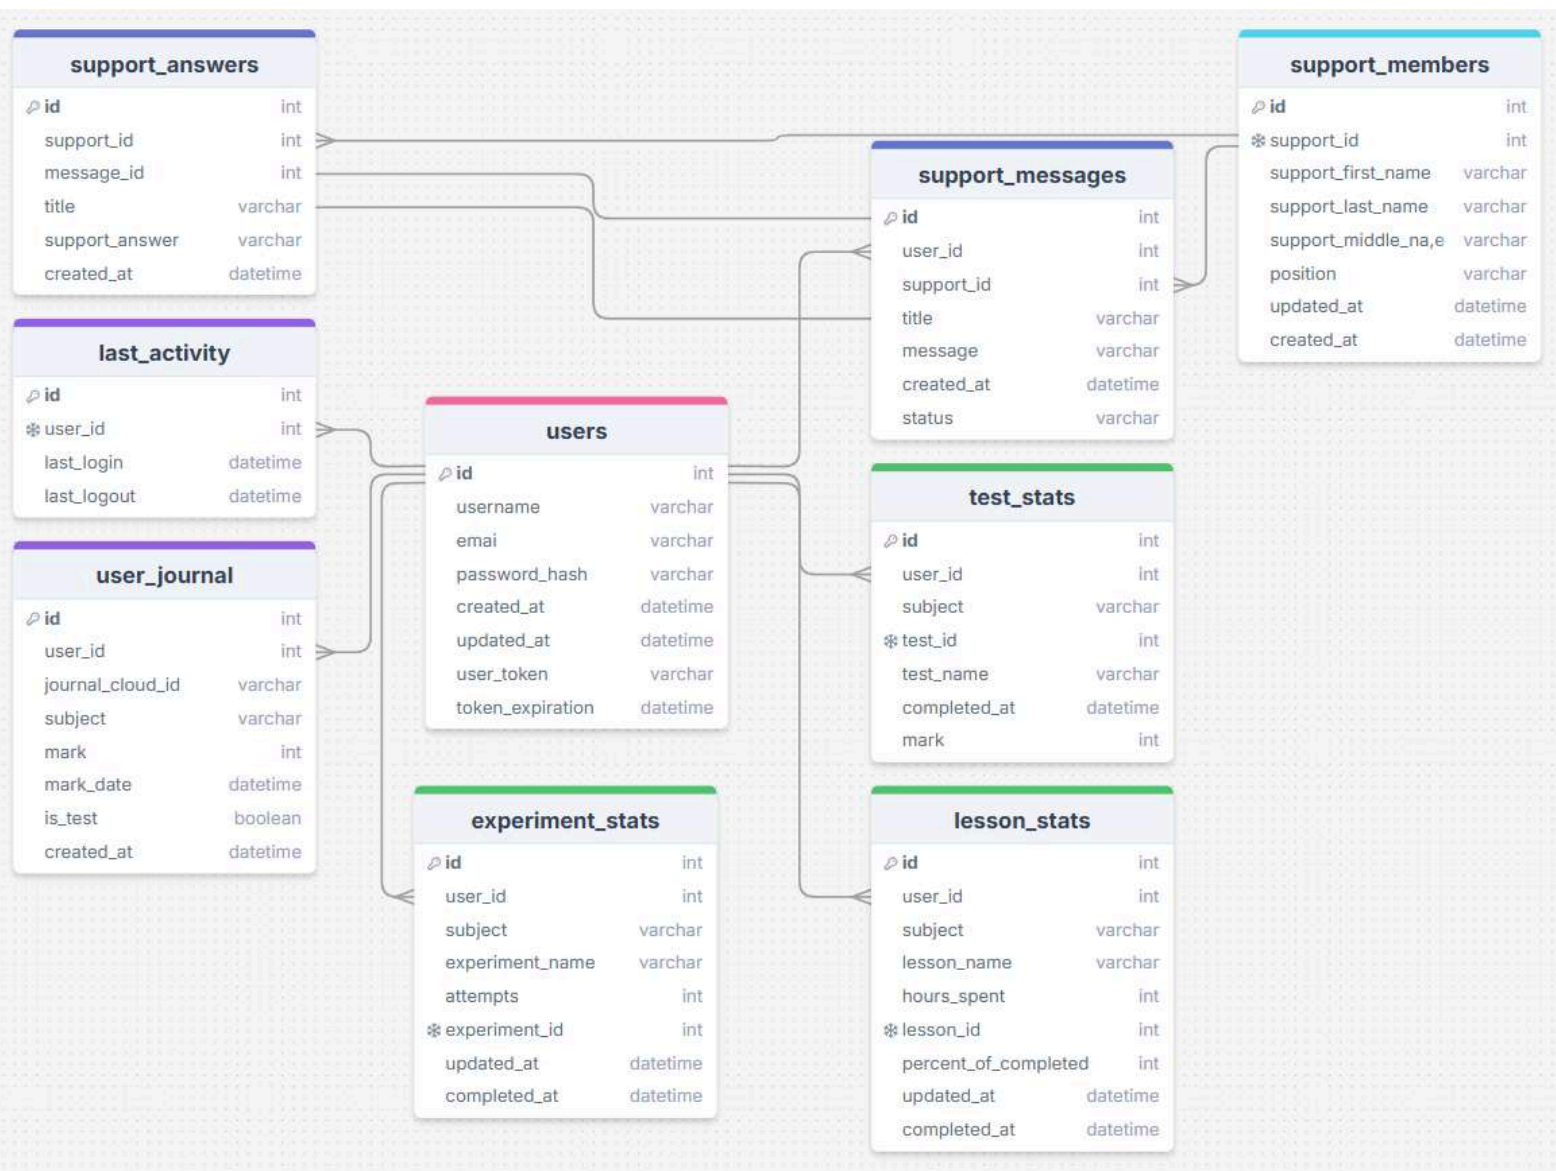 support_answers
id int
support_id int
message_id int
title varchar
support_answer varchar
created_at datetime
support_members
id int
support_id int
support_first_name varchar
support_last_name varchar
support_middle_na,e varchar
position varchar
updated_at datetime
created_at datetime
support_messages
id int
user_id int
support_id int
title varchar
message varchar
created_at datetime
status varchar
last_activity
id int
user_id int
last_login datetime
last_logout datetime
users
id int
username varchar
emai varchar
password_hash varchar
created_at datetime
updated_at datetime
user_token varchar
token_expiration datetime
test_stats
id int
user_id int
subject varchar
test_id int
test_name varchar
completed_at datetime
mark int
user_journal
id int
user_id int
journal_cloud_id varchar
subject varchar
mark int
mark_date datetime
is_test boolean
created_at datetime
experiment_stats
id int
user_id int
subject varchar
experiment_name varchar
attempts int
experiment_id int
updated_at datetime
completed_at datetime
lesson_stats
id int
user_id int
subject varchar
lesson_name varchar
hours_spent int
lesson_id int
percent_of_completed int
updated_at datetime
completed_at datetime